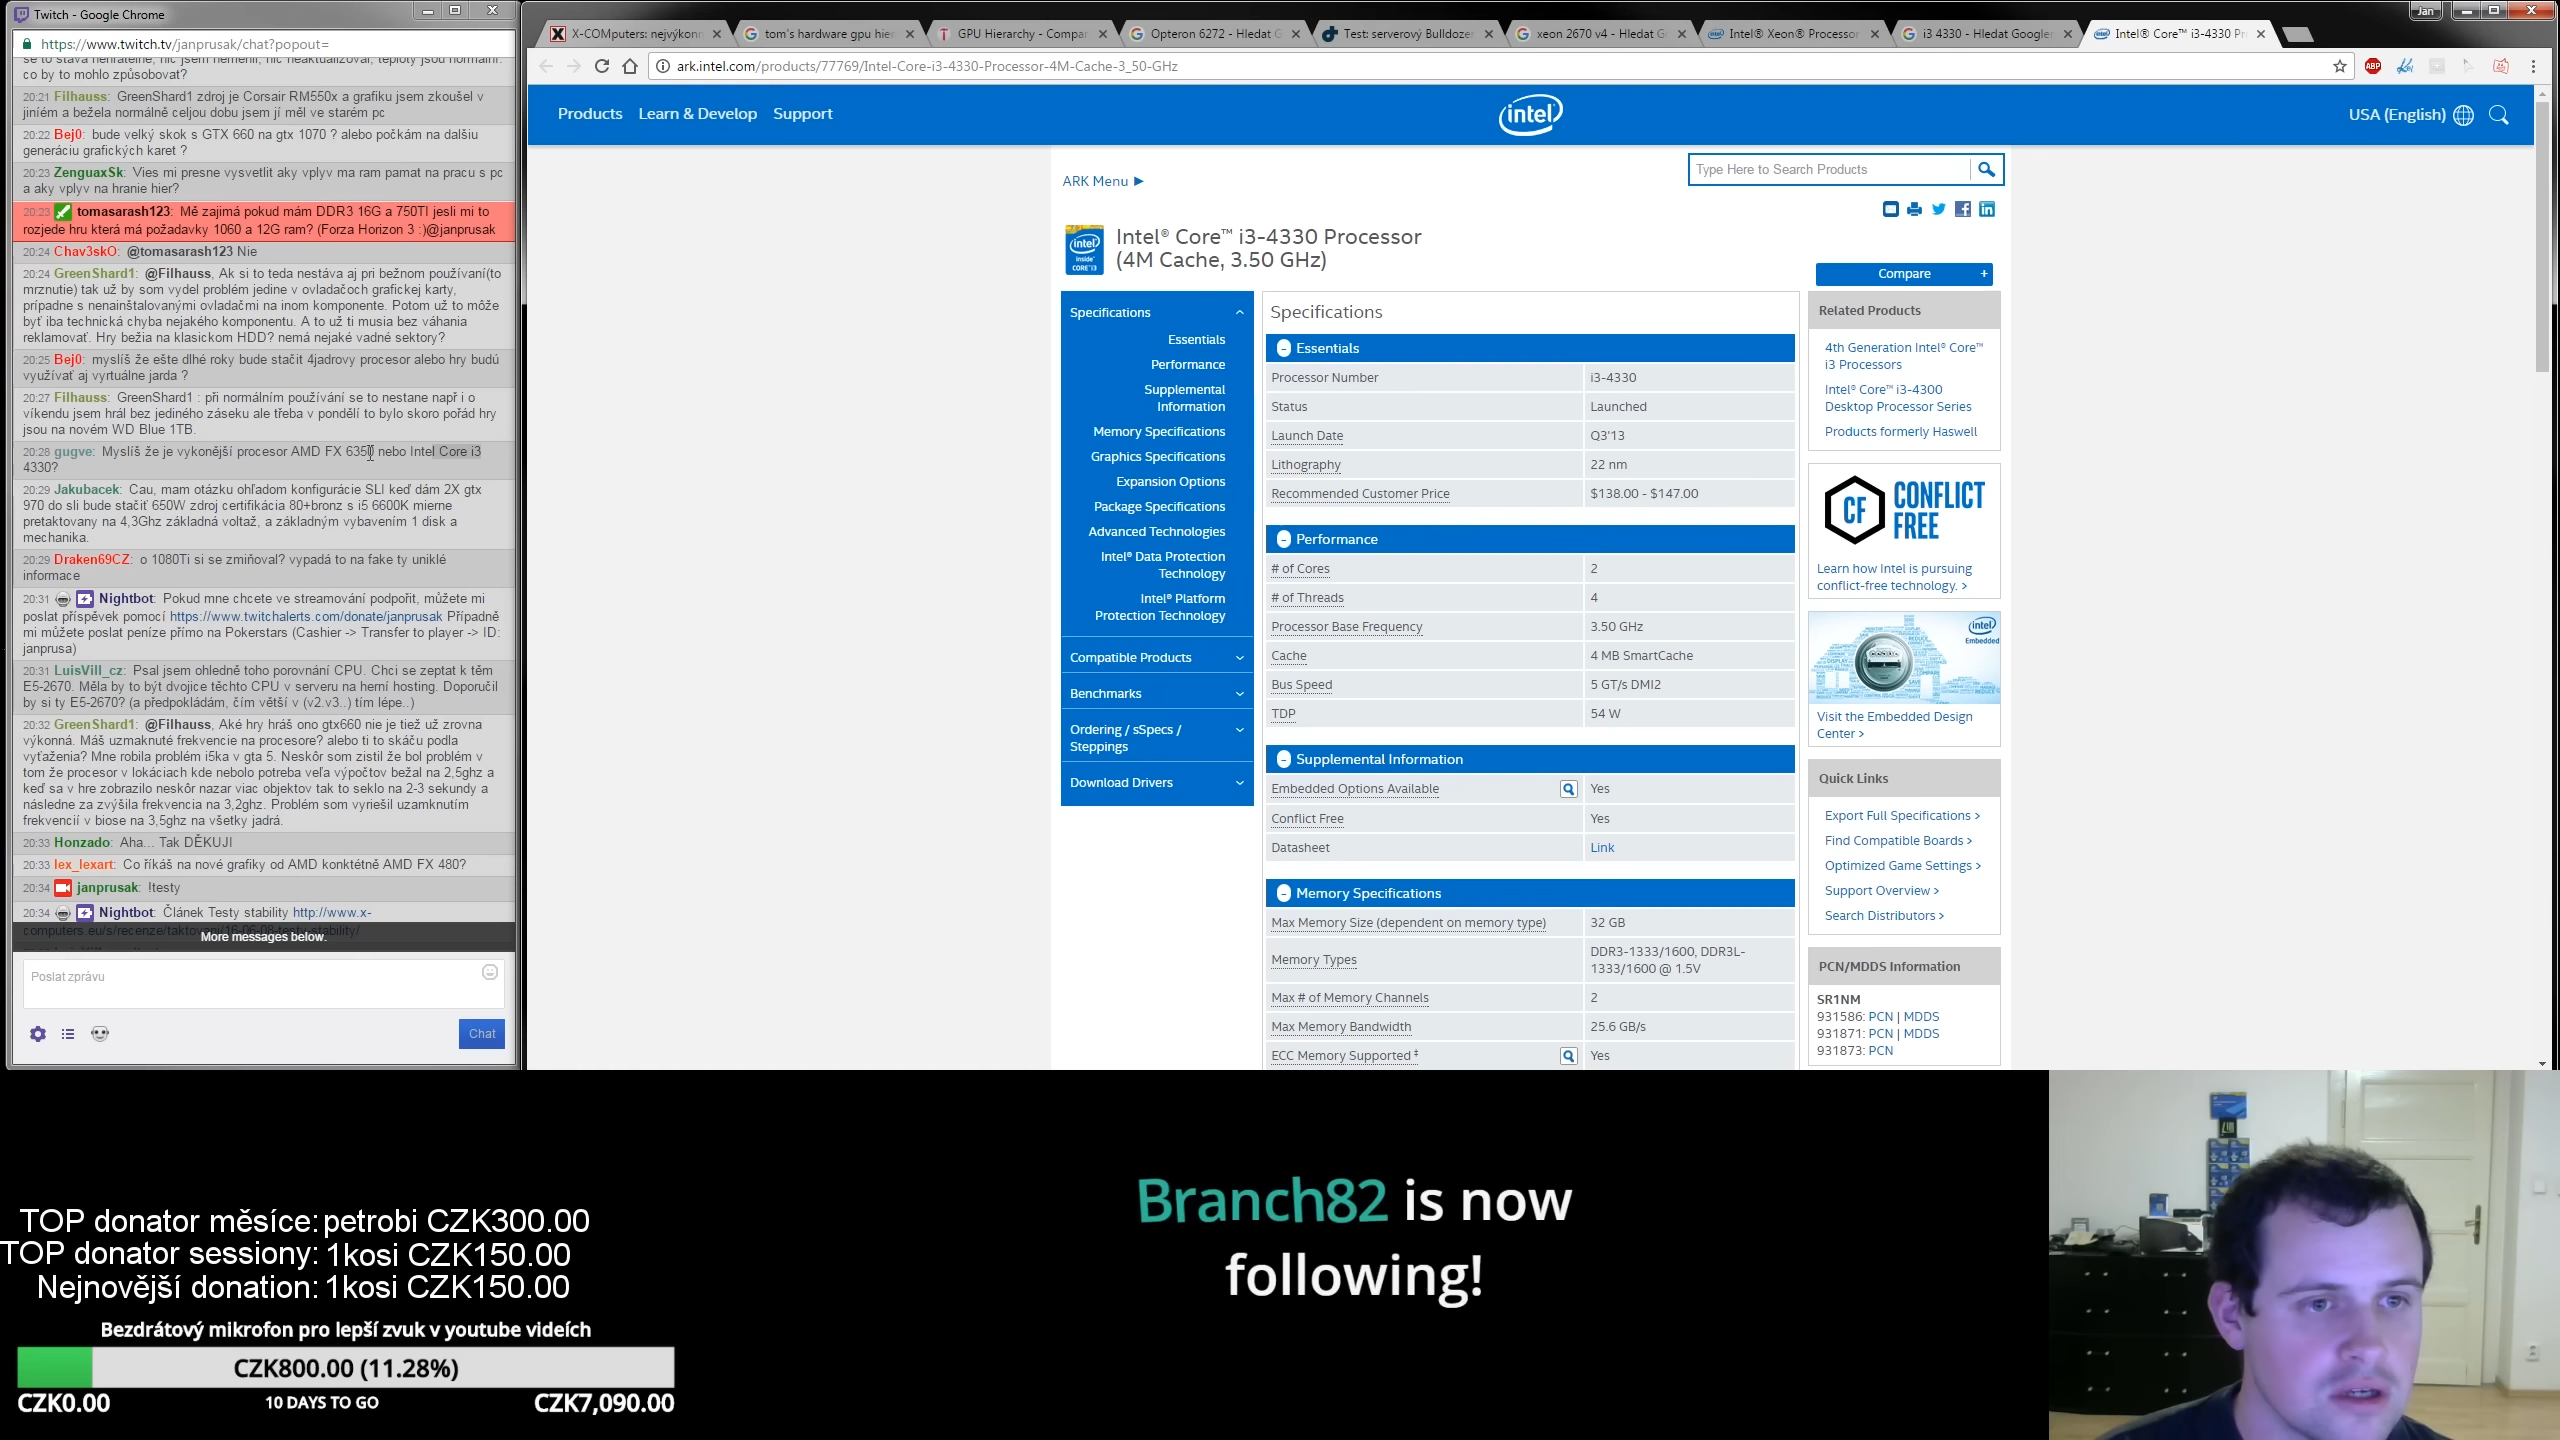 Twitch - Google Chrome
https://www.twitch.tv/janprusak/chat?popout=
co by to mohlo způsobovat?
20:21 Filhauss: GreenShard1 zdroj je Corsair RM550x a grafiku jsem zkoušel v
jiniém a bežela normálně celjou dobu jsem jí měl ve starém pc
20:22 Bej0: bude velký skok s GTX 660 na gtx 1070 ? alebo počkám na dalšiu
generáciu grafických karet ?
20:23 ZenguaxSk: Vies mi presne vysvetlit aky vplyv ma ram pamat na pracu s pc
a aky vplyv na hranie hier?
20:23 tomasarash123: Mě zajimá pokud mám DDR3 16G a 750TI jesli mi to
rozjede hru která má požadavky 1060 a 12G ram? (Forza Horizon 3 :)@janprusak
20:24 Chav3skO: @tomasarash123 Nie
20:24 GreenShard1: @Filhauss, Ak si to teda nestáva aj pri bežnom používaní(to
mrznutie) tak už by som vydel problém jedine v ovladačoch grafickej karty,
prípadne s nenainštalovanými ovladačmi na inom komponente. Potom už to môže
byť iba technická chyba nejakého komponentu. A to už ti musia bez váhania
reklamovať. Hry bežia na klasickom HDD? nemá nejaké vadné sektory?
20:25 Bej0: myslíš že ešte dlhé roky bude stačit 4jadrovy procesor alebo hry budú
využívať aj vyrtuálne jarda ?
20:27 Filhauss: GreenShard1 : při normálním používání se to nestane např i o
víkendu jsem hrál bez jediného záseku ale třeba v pondělí to bylo skoro pořád hry
jsou na novém WD Blue 1TB.
20:28 gugve: Myslíš že je vykonější procesor AMD FX 6350 nebo Intel Core i3
4330?
20:29 Jakubacek: Cau, mam otázku ohľadom konfigurácie SLI keď dám 2X gtx
970 do sli bude stačiť 650W zdroj certifikácia 80+bronz s i5 6600K mierne
pretaktovany na 4,3Ghz základná voltaž, a základným vybavením 1 disk a
mechanika.
20:29 Draken69CZ: o 1080Ti si se zmiňoval? vypadá to na fake ty uniklé
informace
20:31 Nightbot: Pokud mne chcete ve streamování podpořit, můžete mi
poslat příspěvek pomocí https://www.twitchalerts.com/donate/janprusak Případně
mi můžete poslat peníze přímo na Pokerstars (Cashier -> Transfer to player -> ID:
janprusa)
20:31 LuisVill_cz: Psal jsem ohledně toho porovnání CPU. Chci se zeptat k těm
E5-2670. Měla by to být dvojice těchto CPU v serveru na herní hosting. Doporučil
by si ty E5-2670? (a předpokládám, čím větší v (v2.v3..) tím lépe..)
20:32 GreenShard1: @Filhauss, Aké hry hráš ono gtx660 nie je tiež už zrovna
výkonná. Máš uzmaknuté frekvencie na procesore? alebo ti to skáču podla
vyťaženia? Mne robila problém i5ka v gta 5. Neskôr som zistil že bol problém v
tom že procesor v lokáciach kde nebolo potreba veľa výpočtov bežal na 2,5ghz a
keď sa v hre zobrazilo neskôr nazar viac objektov tak to seklo na 2-3 sekundy a
následne za zvýšila frekvencia na 3,2ghz. Problém som vyriešil uzamknutím
frekvencií v biose na 3,5ghz na všetky jadrá.
20:33 Honzado: Aha... Tak DĚKUJI
20:33 lex_lexart: Co říkáš na nové grafiky od AMD konktétně AMD FX 480?
20:34 janprusak: !testy
20:34 Nightbot: Článek Testy stability http://www.x-
computers.eu/s/recenze/taktovani/16-06-08-testy-stability/
More messages below.
Poslat zprávu
Chat
Jan
X-COMputers: nejvýkonn
tom's hardware gpu hier
GPU Hierarchy - Compar
Opteron 6272 - Hledat G
Test: serverový Bulldozer
xeon 2670 v4 - Hledat G
Intel® Xeon® Processor
i3 4330 - Hledat Googlem
Intel® Core™ i3-4330 Pr
ark.intel.com/products/77769/Intel-Core-i3-4330-Processor-4M-Cache-3_50-GHz
ABP
Products
Learn & Develop
Support
intel
USA (English)
ARK Menu
Type Here to Search Products
intel inside CORE i3
Intel® Core™ i3-4330 Processor
(4M Cache, 3.50 GHz)
Compare +
Specifications
Essentials
Performance
Supplemental
Information
Memory Specifications
Graphics Specifications
Expansion Options
Package Specifications
Advanced Technologies
Intel® Data Protection
Technology
Intel® Platform
Protection Technology
Compatible Products
Benchmarks
Ordering / sSpecs /
Steppings
Download Drivers
Specifications
Essentials
Processor Number i3-4330
Status Launched
Launch Date Q3'13
Lithography 22 nm
Recommended Customer Price $138.00 - $147.00
Performance
# of Cores 2
# of Threads 4
Processor Base Frequency 3.50 GHz
Cache 4 MB SmartCache
Bus Speed 5 GT/s DMI2
TDP 54 W
Supplemental Information
Embedded Options Available Yes
Conflict Free Yes
Datasheet Link
Memory Specifications
Max Memory Size (dependent on memory type) 32 GB
Memory Types DDR3-1333/1600, DDR3L-
1333/1600 @ 1.5V
Max # of Memory Channels 2
Max Memory Bandwidth 25.6 GB/s
ECC Memory Supported ‡ Yes
Related Products
4th Generation Intel® Core™
i3 Processors
Intel® Core™ i3-4300
Desktop Processor Series
Products formerly Haswell
CF CONFLICT
FREE
Learn how Intel is pursuing
conflict-free technology. >
intel
Embedded
Visit the Embedded Design
Center >
Quick Links
Export Full Specifications >
Find Compatible Boards >
Optimized Game Settings >
Support Overview >
Search Distributors >
PCN/MDDS Information
SR1NM
931586: PCN | MDDS
931871: PCN | MDDS
931873: PCN
TOP donator měsíce: petrobi CZK300.00
TOP donator sessiony: 1kosi CZK150.00
Nejnovější donation: 1kosi CZK150.00
Bezdrátový mikrofon pro lepší zvuk v youtube videích
CZK800.00 (11.28%)
CZK0.00
10 DAYS TO GO
CZK7,090.00
Branch82 is now
following!